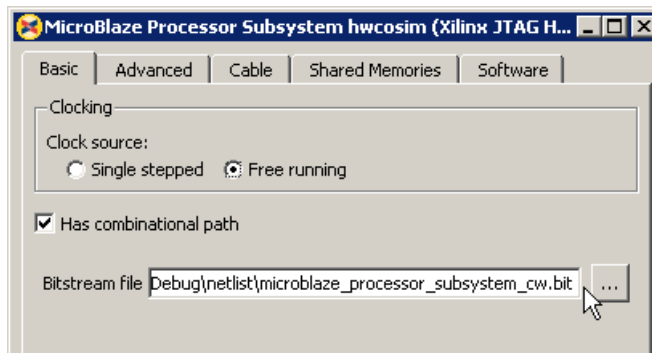 MicroBlaze Processor Subsystem hwcosim (Xilinx JTAG H...
Basic Advanced Cable Shared Memories Software
Clocking
Clock source:
Single stepped Free running
Has combinational path
Bitstream file Debug\netlist\microblaze_processor_subsystem_cw.bit ...